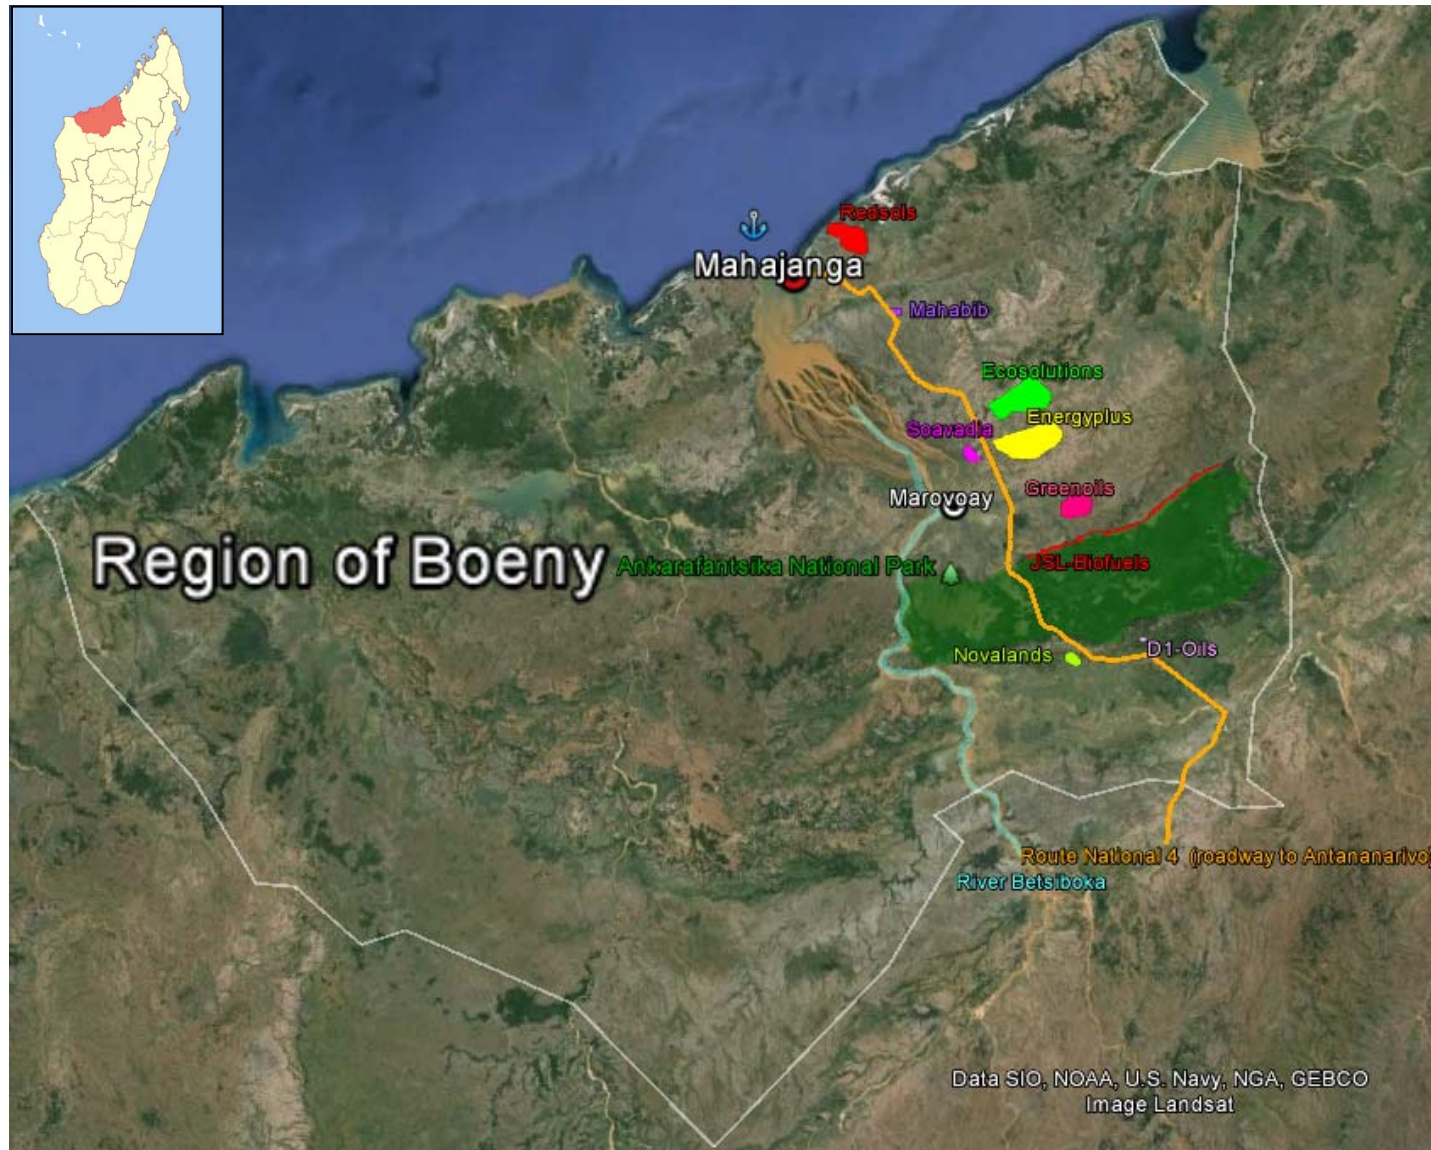 Redsols
Mahajanga
Mahabib
Ecosolutions
Energyplus
Soavadia
Greenoils
Marovoay
Region of Boeny
Ankarafantsika National Park
JSL-Biofuels
Novalands
D1-Oils
Route National 4 (roadway to Antananarivo)
River Betsiboka
Data SIO, NOAA, U.S. Navy, NGA, GEBCO
Image Landsat